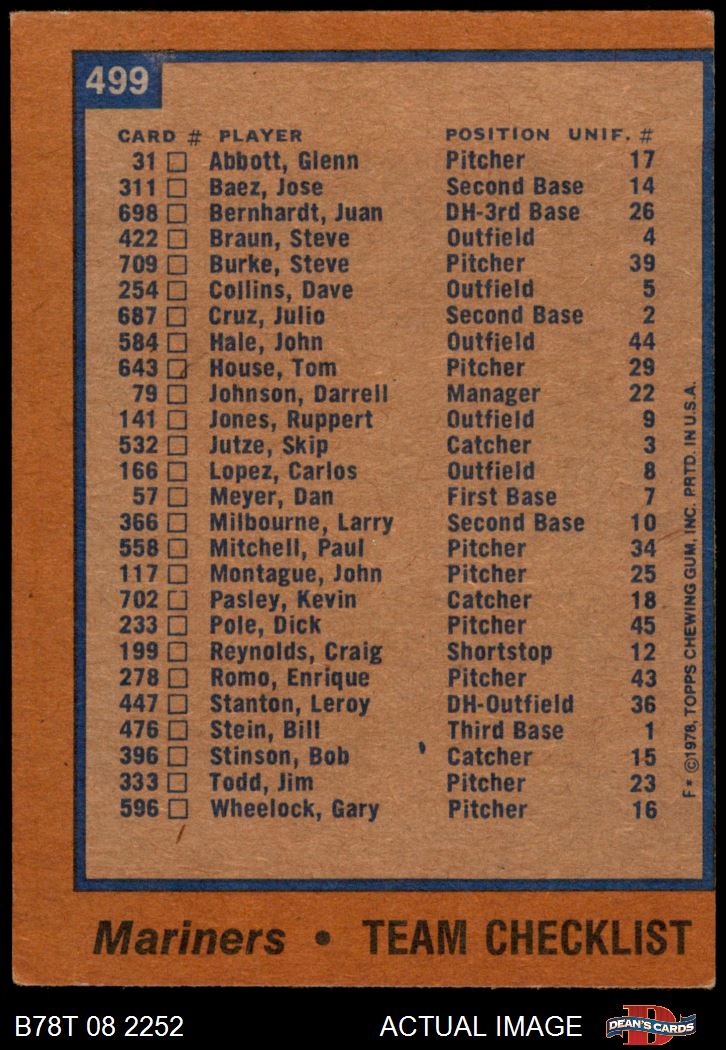 499
CARD # PLAYER POSITION UNIF. #
31 Abbott, Glenn Pitcher 17
311 Baez, Jose Second Base 14
698 Bernhardt, Juan DH-3rd Base 26
422 Braun, Steve Outfield 4
709 Burke, Steve Pitcher 39
254 Collins, Dave Outfield 5
687 Cruz, Julio Second Base 2
584 Hale, John Outfield 44
643 House, Tom Pitcher 29
79 Johnson, Darrell Manager 22
141 Jones, Ruppert Outfield 9
532 Jutze, Skip Catcher 3
166 Lopez, Carlos Outfield 8
57 Meyer, Dan First Base 7
366 Milbourne, Larry Second Base 10
558 Mitchell, Paul Pitcher 34
117 Montague, John Pitcher 25
702 Pasley, Kevin Catcher 18
233 Pole, Dick Pitcher 45
199 Reynolds, Craig Shortstop 12
278 Romo, Enrique Pitcher 43
447 Stanton, Leroy DH-Outfield 36
476 Stein, Bill Third Base 1
396 Stinson, Bob Catcher 15
333 Todd, Jim Pitcher 23
596 Wheelock, Gary Pitcher 16
F* ©1978, TOPPS CHEWING GUM, INC. PRTD. IN U.S.A.
Mariners • TEAM CHECKLIST
B78T 08 2252 ACTUAL IMAGE DEAN'S CARDS